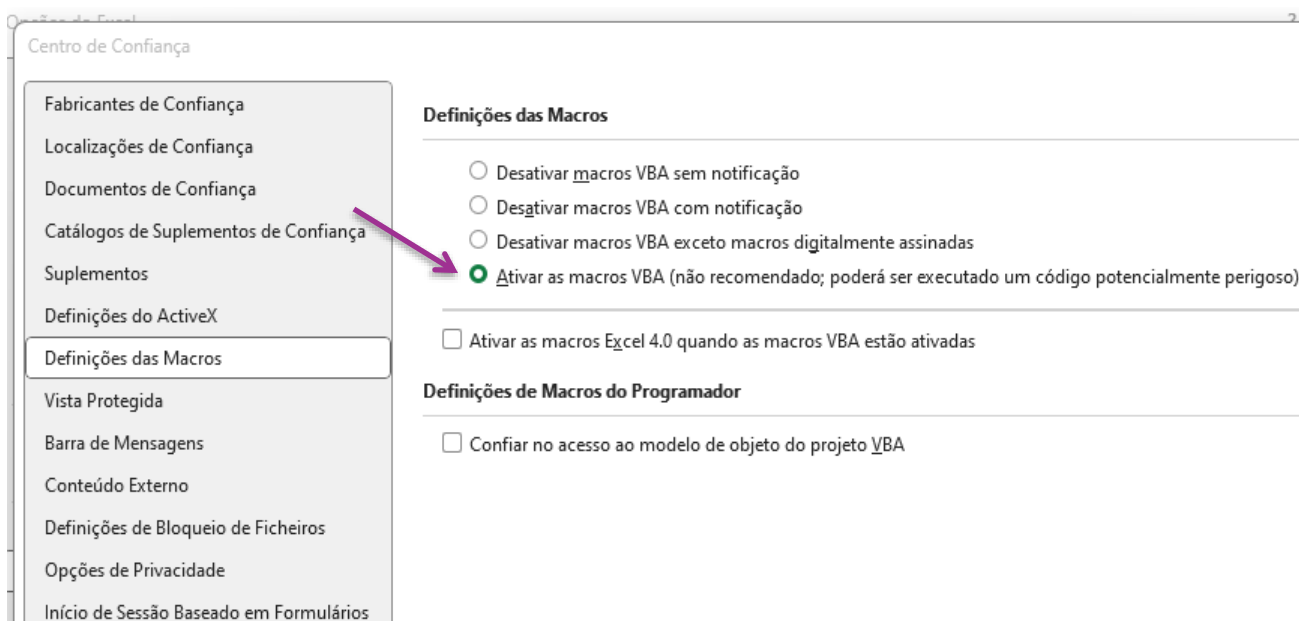 Centro de Confiança
Fabricantes de Confiança
Localizações de Confiança
Documentos de Confiança
Catálogos de Suplementos de Confiança
Suplementos
Definições do ActiveX
Definições das Macros
Vista Protegida
Barra de Mensagens
Conteúdo Externo
Definições de Bloqueio de Ficheiros
Opções de Privacidade
Início de Sessão Baseado em Formulários
Definições das Macros
Desativar macros VBA sem notificação
Desativar macros VBA com notificação
Desativar macros VBA exceto macros digitalmente assinadas
Ativar as macros VBA (não recomendado; poderá ser executado um código potencialmente perigoso)
Ativar as macros Excel 4.0 quando as macros VBA estão ativadas
Definições de Macros do Programador
Confiar no acesso ao modelo de objeto do projeto VBA